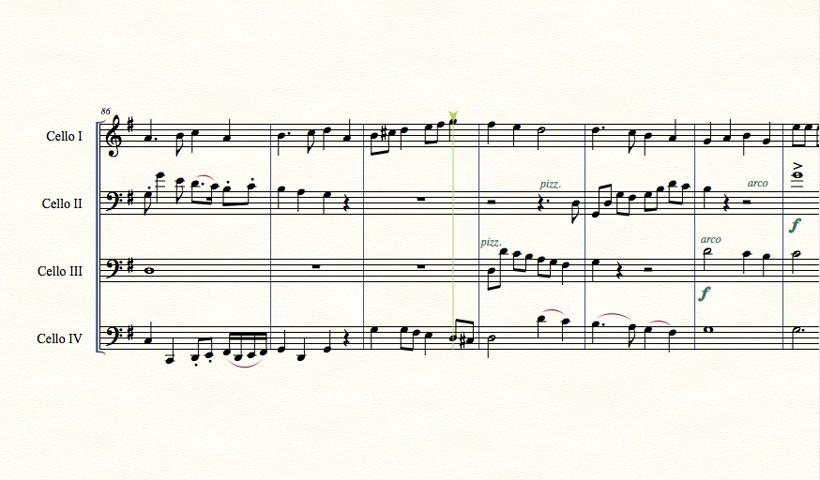 86
Cello I
Cello II
pizz.
arco
f
Cello III
pizz.
arco
f
Cello IV